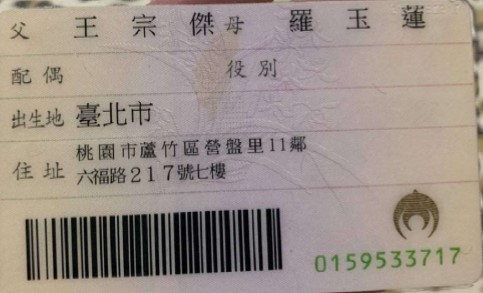 父 王宗傑 母 羅玉蓮
配偶 役別
出生地 臺北市
桃園市蘆竹區營盤里11鄰
住址 六福路217號七樓
0159533717